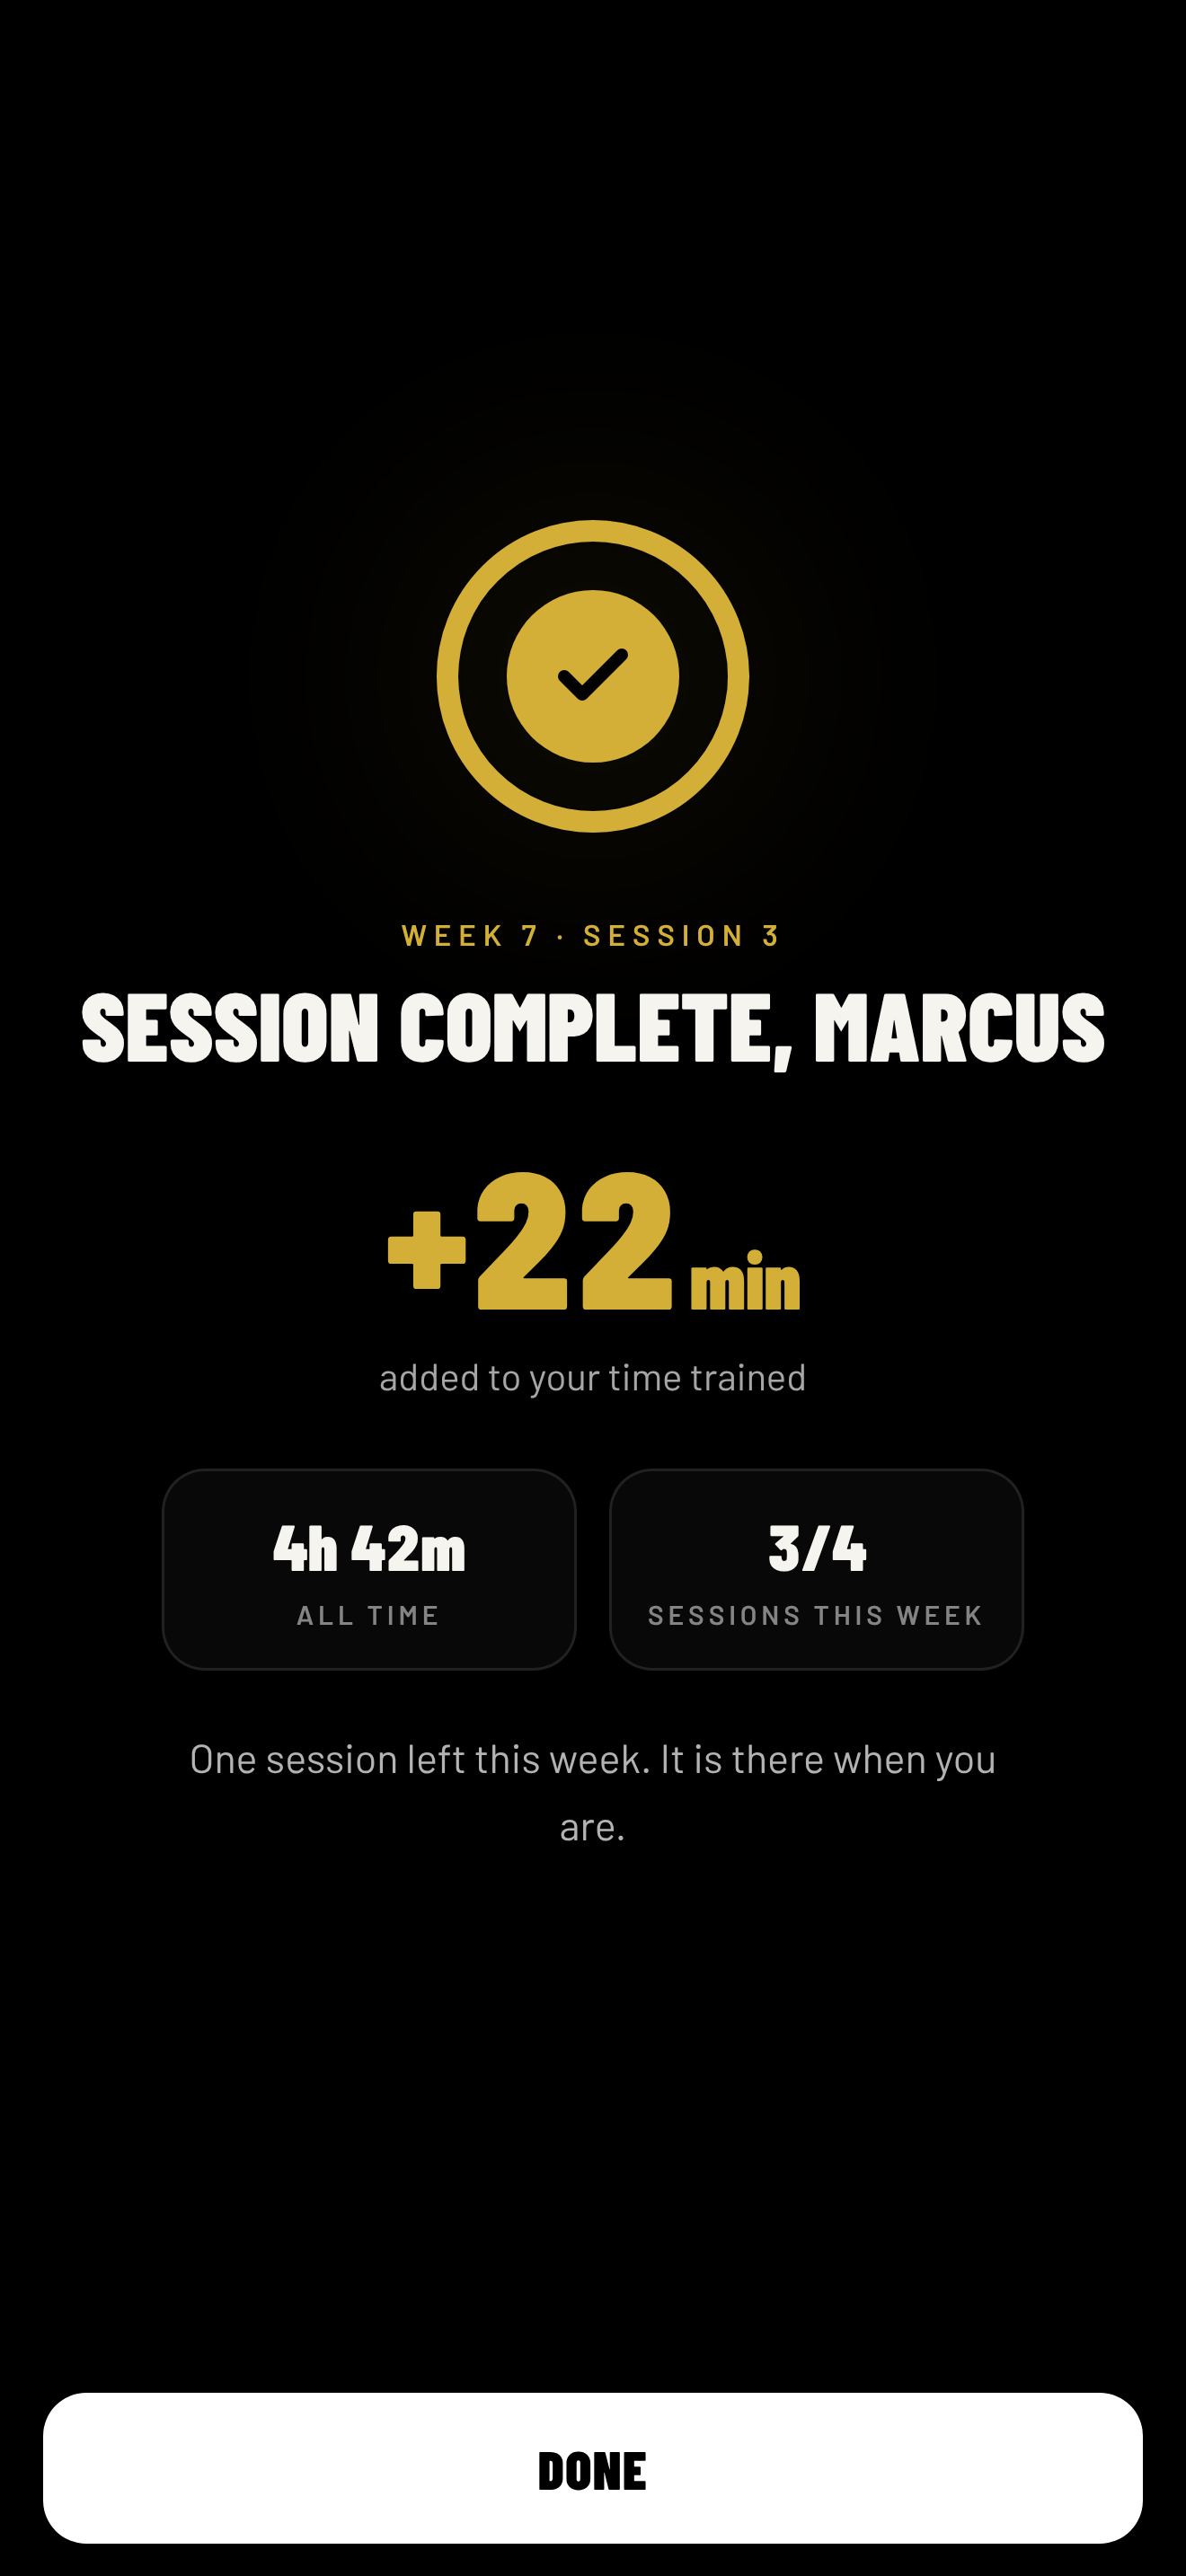 WEEK 7 · SESSION 3
SESSION COMPLETE, MARCUS
+22 min
added to your time trained
4h 42m
ALL TIME
3/4
SESSIONS THIS WEEK
One session left this week. It is there when you
are.
DONE